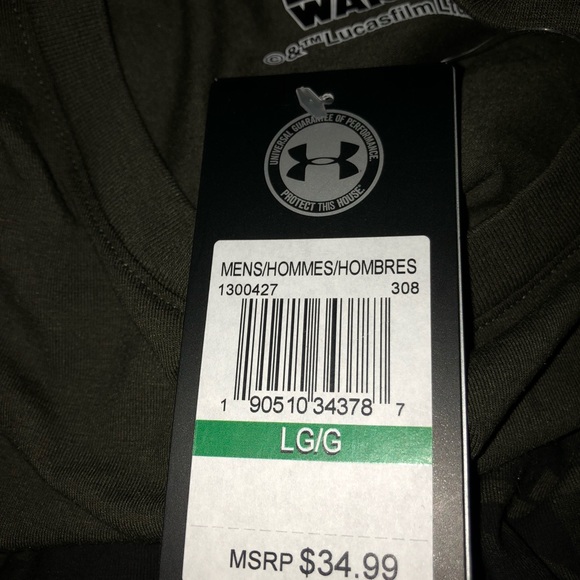 WAR
©&™ Lucasfilm L
UNIVERSAL GUARANTEE OF PERFORMANCE.
PROTECT THIS HOUSE.
MENS/HOMMES/HOMBRES
1300427 308
1 90510 34378 7
LG/G
MSRP $34.99